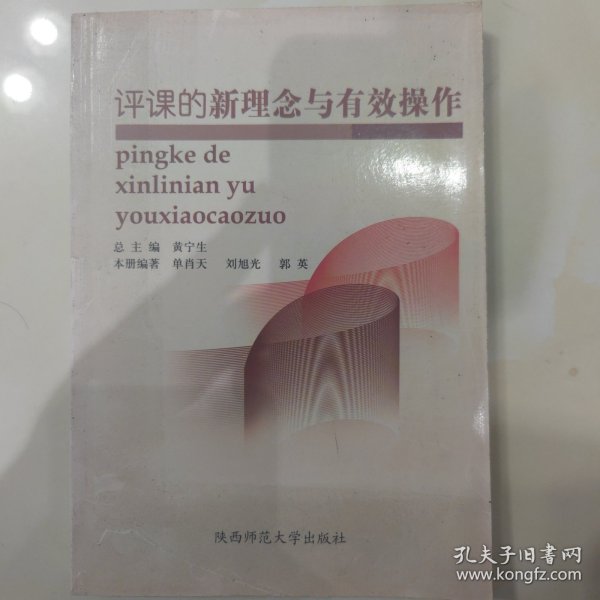 评课的新理念与有效操作
pingke de
xinlinian yu
youxiaocaozuo
总 主 编 黄宁生
本册编著 单肖天 刘旭光 郭 英
陕西师范大学出版社
孔夫子旧书网
www.kongfz.com